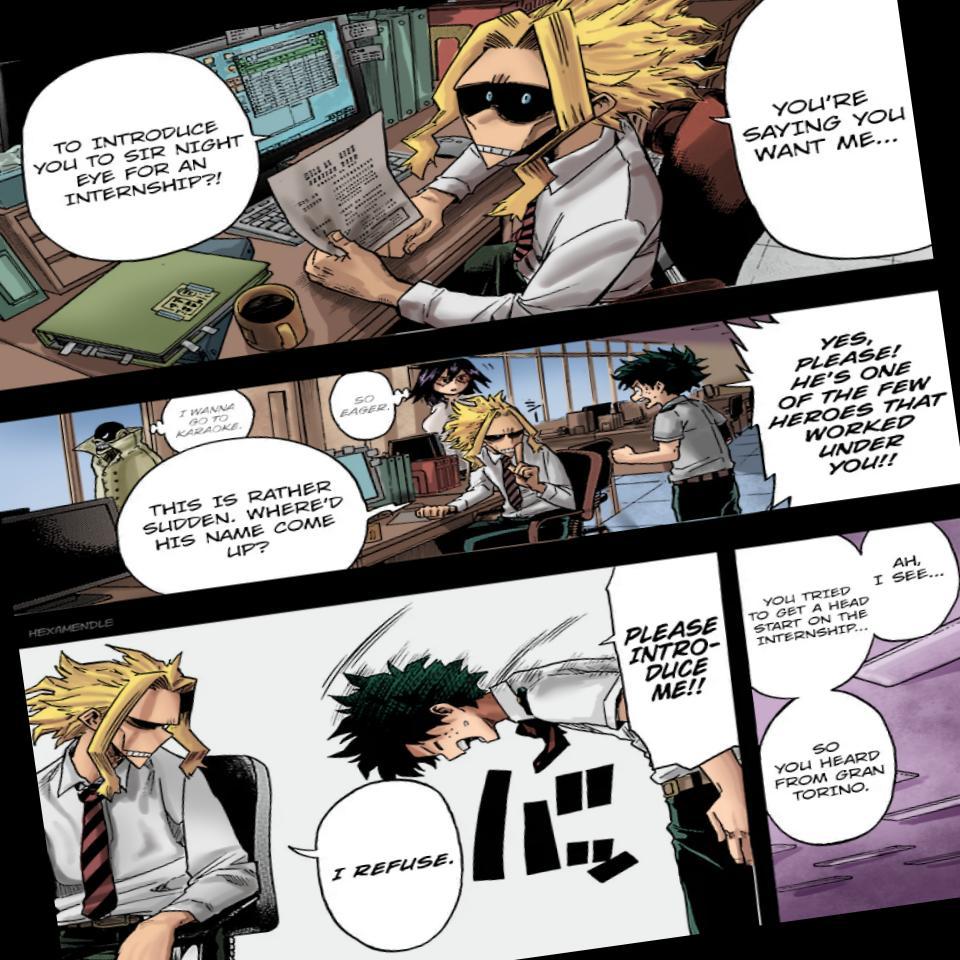 YOU'RE
SAYING YOU
WANT ME...
TO INTRODUCE
YOU TO SIR NIGHT
EYE FOR AN
INTERNSHIP?!
YES,
PLEASE!
HE'S ONE
OF THE FEW
HEROES THAT
WORKED
UNDER
YOU!!
SO
EAGER.
I WANNA
GO TO
KARAOKE.
THIS IS RATHER
SUDDEN. WHERE'D
HIS NAME COME
UP?
AH,
I SEE...
YOU TRIED
TO GET A HEAD
START ON THE
INTERNSHIP...
SO
YOU HEARD
FROM GRAN
TORINO.
PLEASE
INTRO-
DUCE
ME!!
バッ
I REFUSE.
HEXAMENDLE